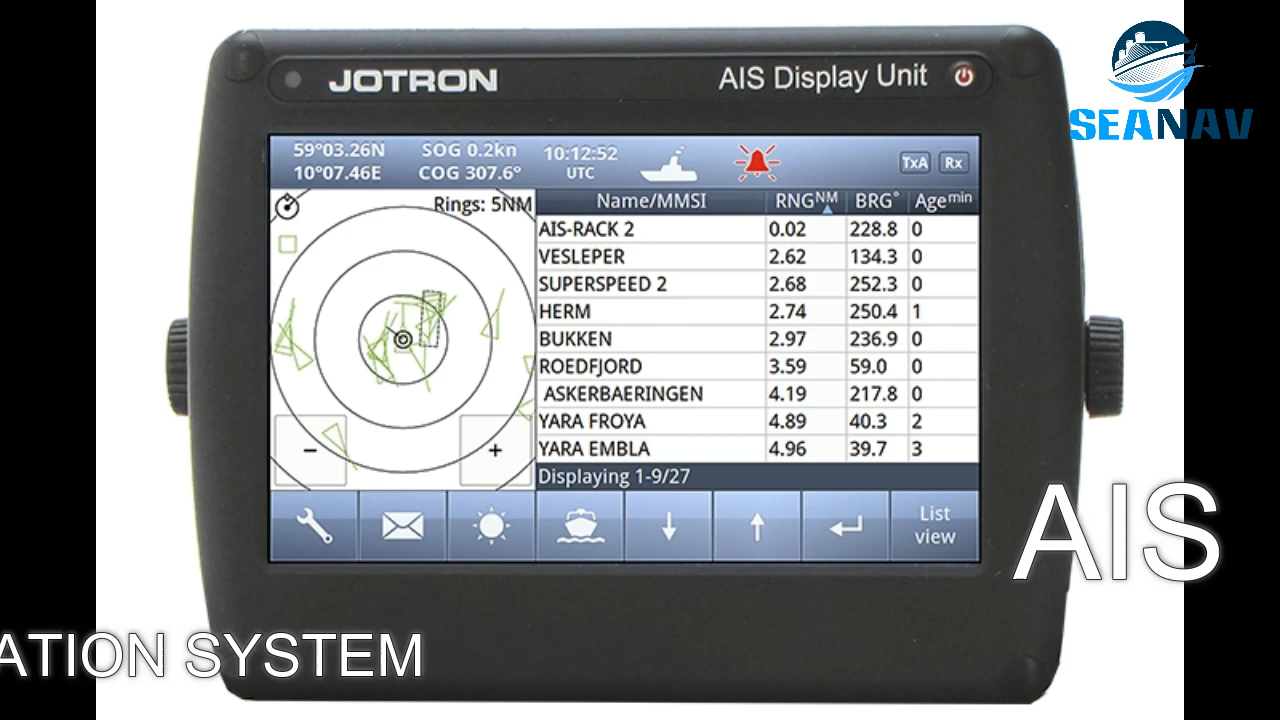 JOTRON
AIS Display Unit
SEANAV
59°03.26N SOG 0.2kn 10:12:52
10°07.46E COG 307.6° UTC
TxA Rx
Rings: 5NM
Name/MMSI RNG NM BRG° Age min
AIS-RACK 2 0.02 228.8 0
VESLEPER 2.62 134.3 0
SUPERSPEED 2 2.68 252.3 0
HERM 2.74 250.4 1
BUKKEN 2.97 236.9 0
ROEDFJORD 3.59 59.0 0
ASKERBAERINGEN 4.19 217.8 0
YARA FROYA 4.89 40.3 2
YARA EMBLA 4.96 39.7 3
Displaying 1-9/27
− +
List
view
AIS
ATION SYSTEM